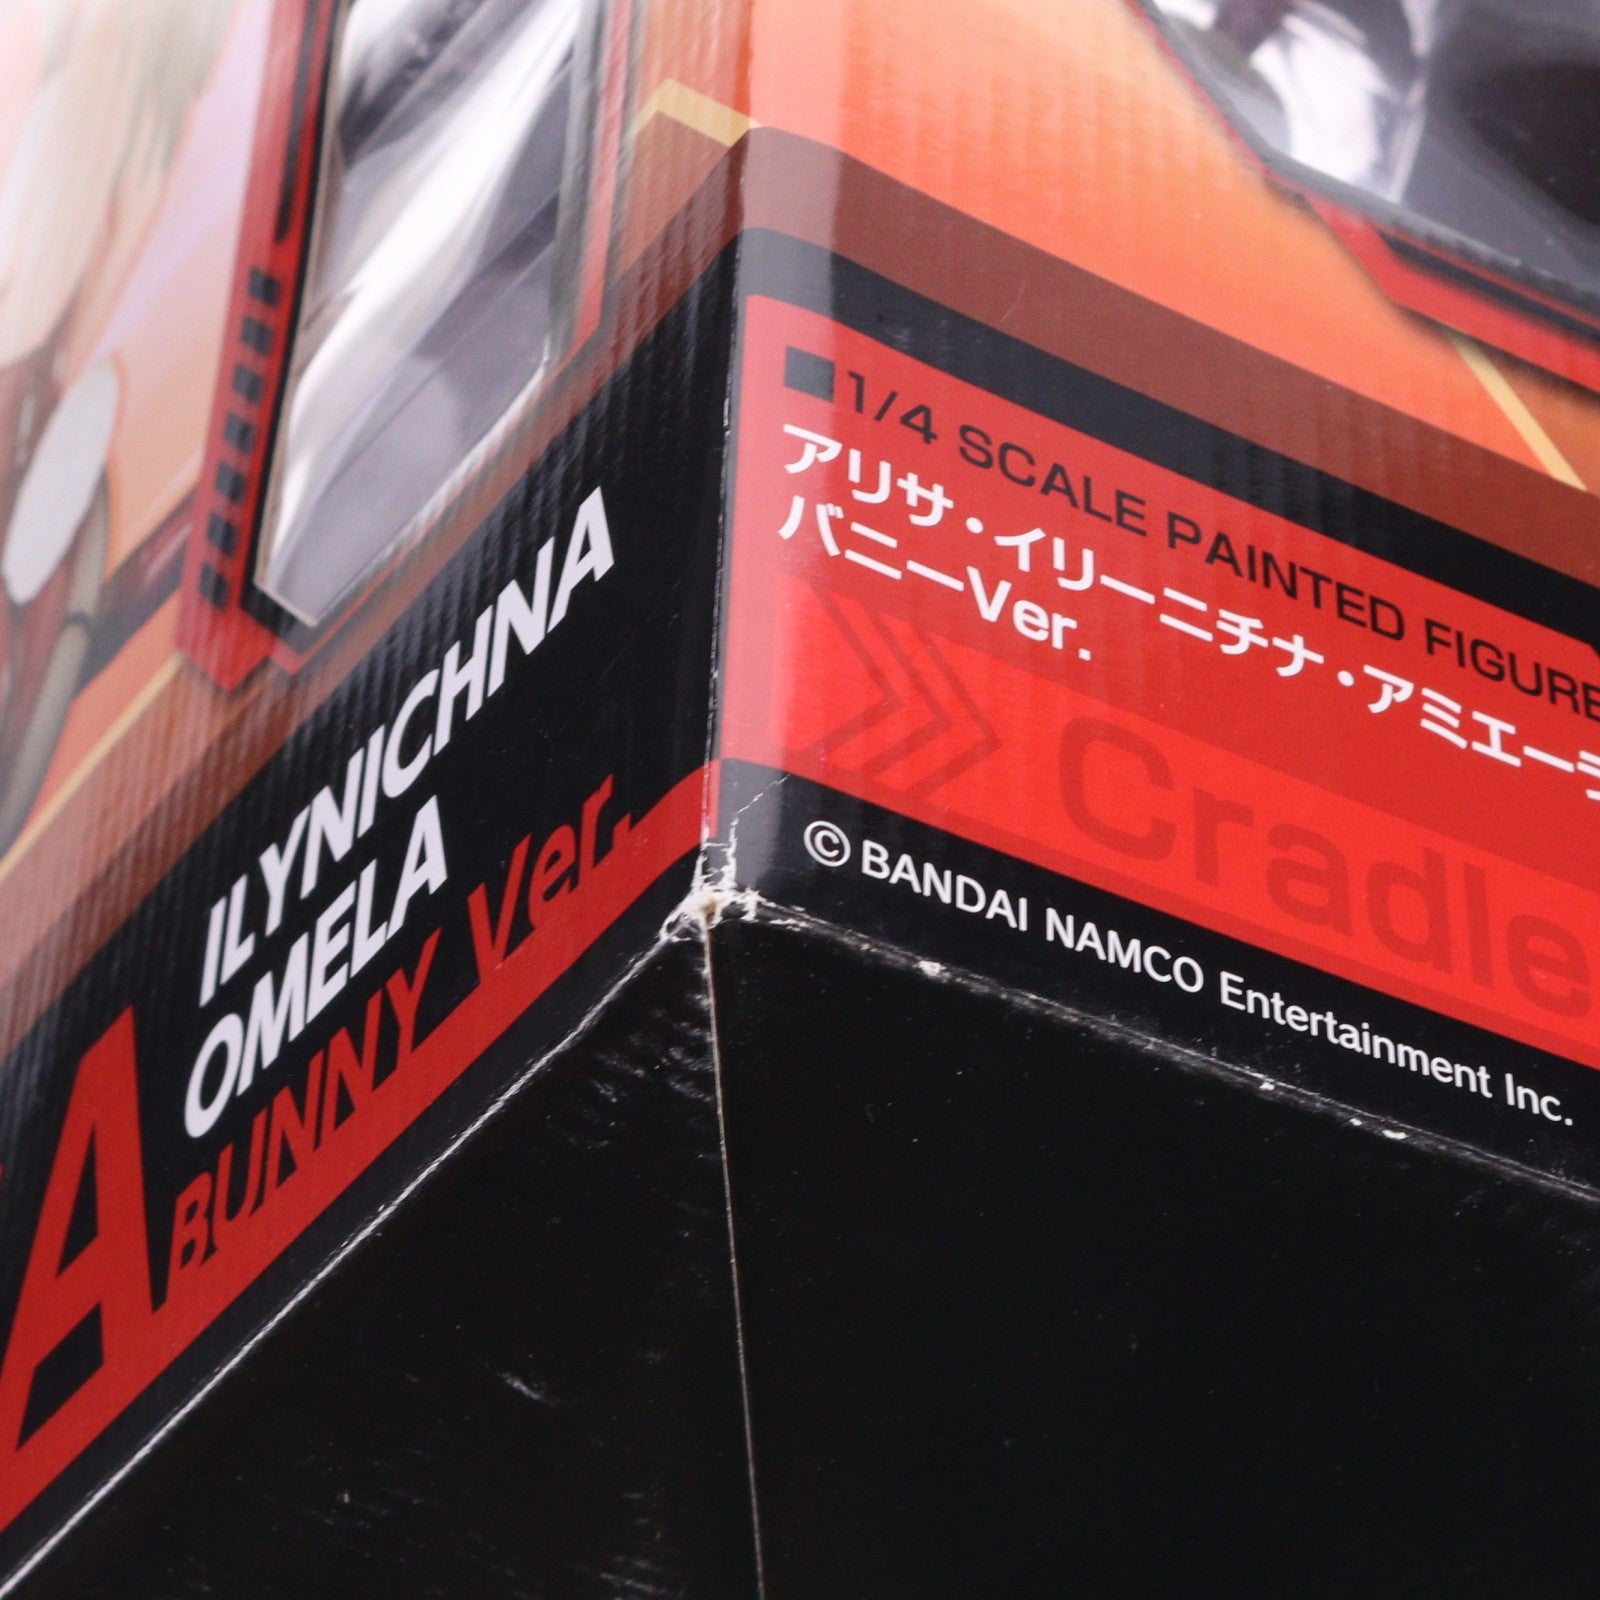 A
ILYNICHNA
OMELA
BUNNY Ver.
■1/4 SCALE PAINTED FIGURE
アリサ・イリーニチナ・アミエーラ
バニーVer.
Cradle
©BANDAI NAMCO Entertainment Inc.